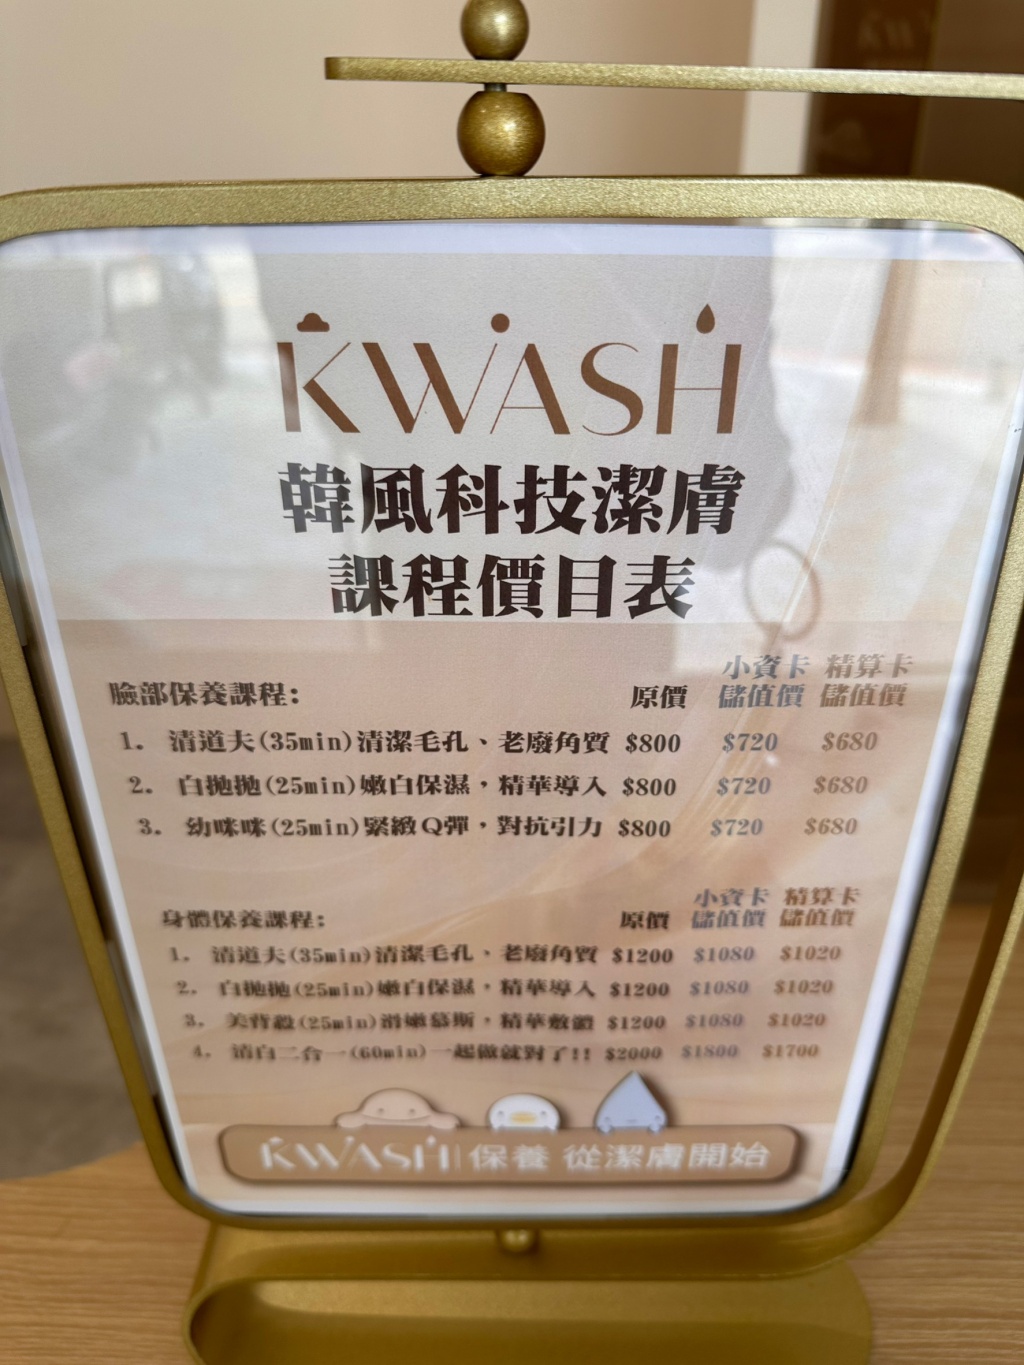 KWASH
韓風科技潔膚
課程價目表
小資卡 精算卡
臉部保養課程: 原價 儲值價 儲值價
1. 清道夫(35min)清潔毛孔、老廢角質 $800 $720 $680
2. 白拋拋(25min)嫩白保濕，精華導入 $800 $720 $680
3. 幼咪咪(25min)緊緻Q彈，對抗引力 $800 $720 $680
小資卡 精算卡
身體保養課程: 原價 儲值價 儲值價
1. 清道夫(35min)清潔毛孔、老廢角質 $1200 $1080 $1020
2. 白拋拋(25min)嫩白保濕，精華導入 $1200 $1080 $1020
3. 美背殺(25min)滑嫩慕斯，精華敷體 $1200 $1080 $1020
4. 清白二合一(60min)一起做就對了!! $2000 $1800 $1700
KWASH|保養 從潔膚開始